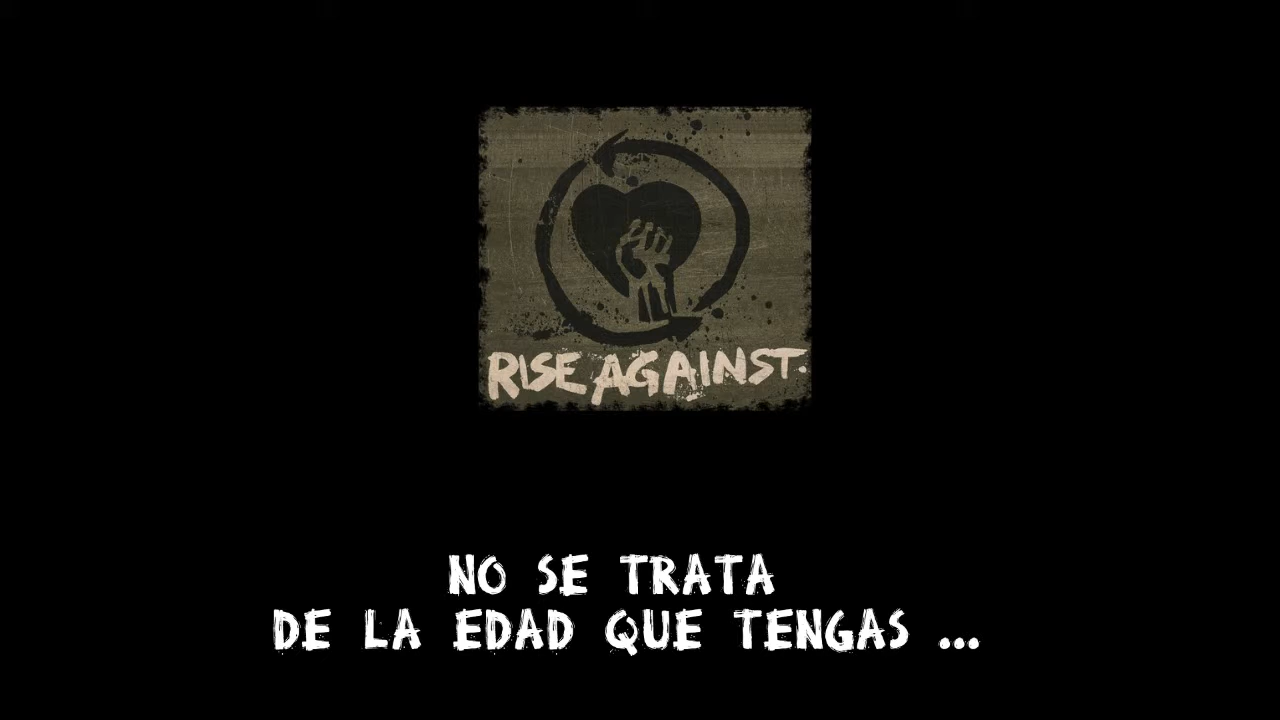 RISE AGAINST.
NO SE TRATA
DE LA EDAD QUE TENGAS ...